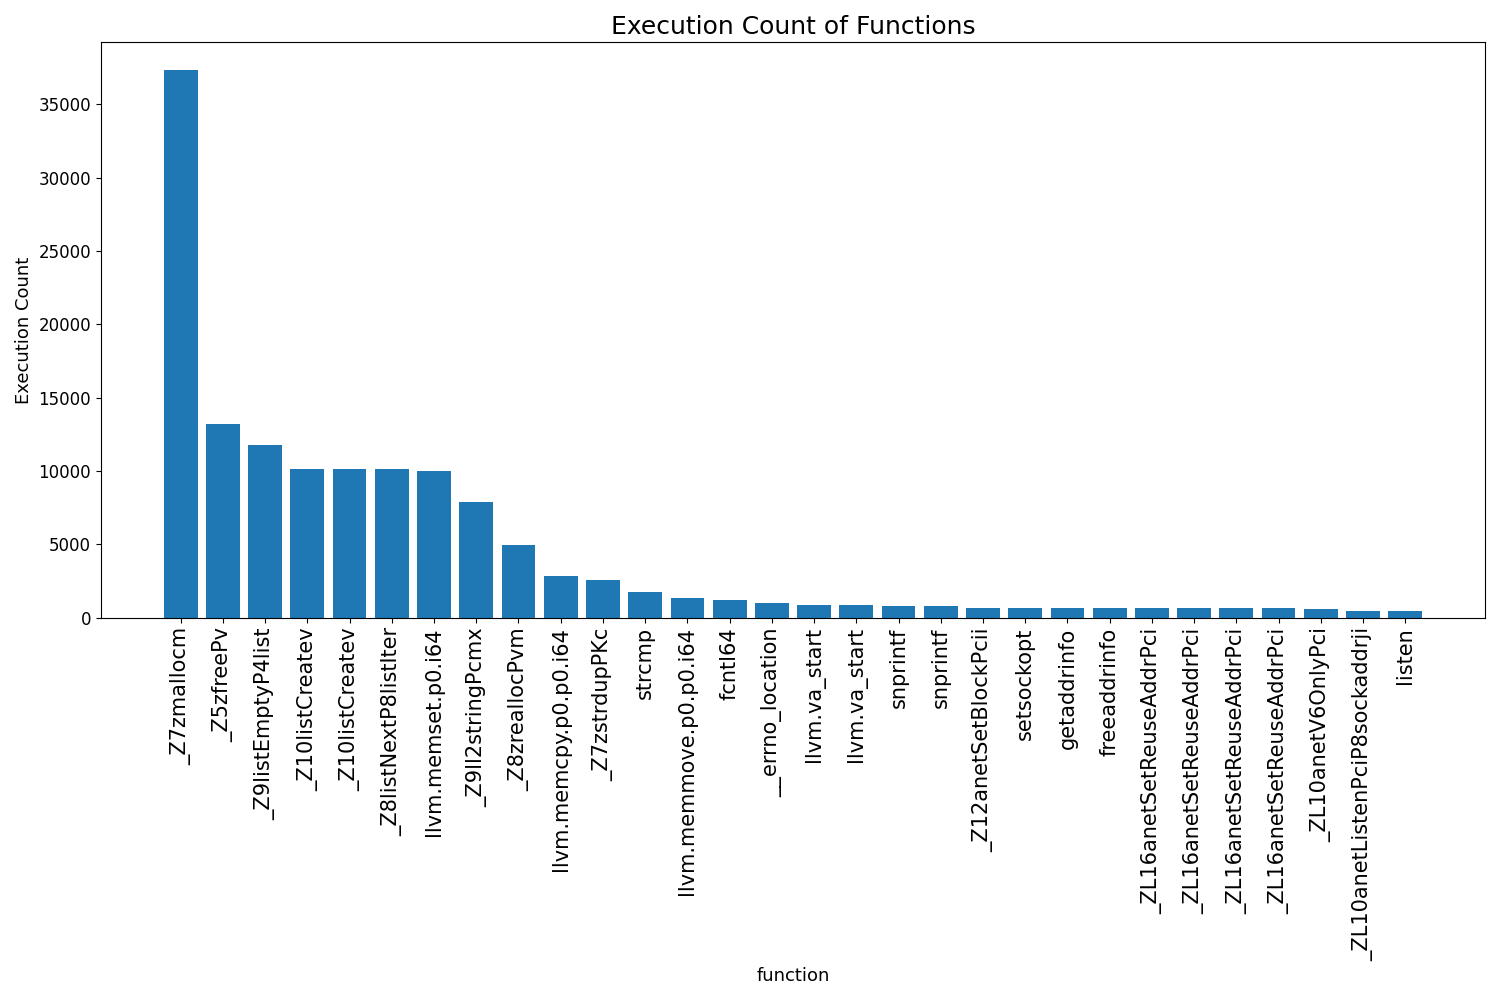 Execution Count of Functions
Execution Count
35000
30000
25000
20000
15000
10000
5000
0
_Z7zmallocm
_Z5zfreePv
_Z9listEmptyP4list
_Z10listCreatev
_Z10listCreatev
_Z8listNextP8listIter
llvm.memset.p0.i64
_Z9ll2stringPcmx
_Z8zreallocPvm
llvm.memcpy.p0.p0.i64
_Z7zstrdupPKc
strcmp
llvm.memmove.p0.p0.i64
fcntl64
__errno_location
llvm.va_start
llvm.va_start
snprintf
snprintf
_Z12anetSetBlockPcii
setsockopt
getaddrinfo
freeaddrinfo
_ZL16anetSetReuseAddrPci
_ZL16anetSetReuseAddrPci
_ZL16anetSetReuseAddrPci
_ZL16anetSetReuseAddrPci
_ZL10anetV6OnlyPci
_ZL10anetListenPciP8sockaddrji
listen
function